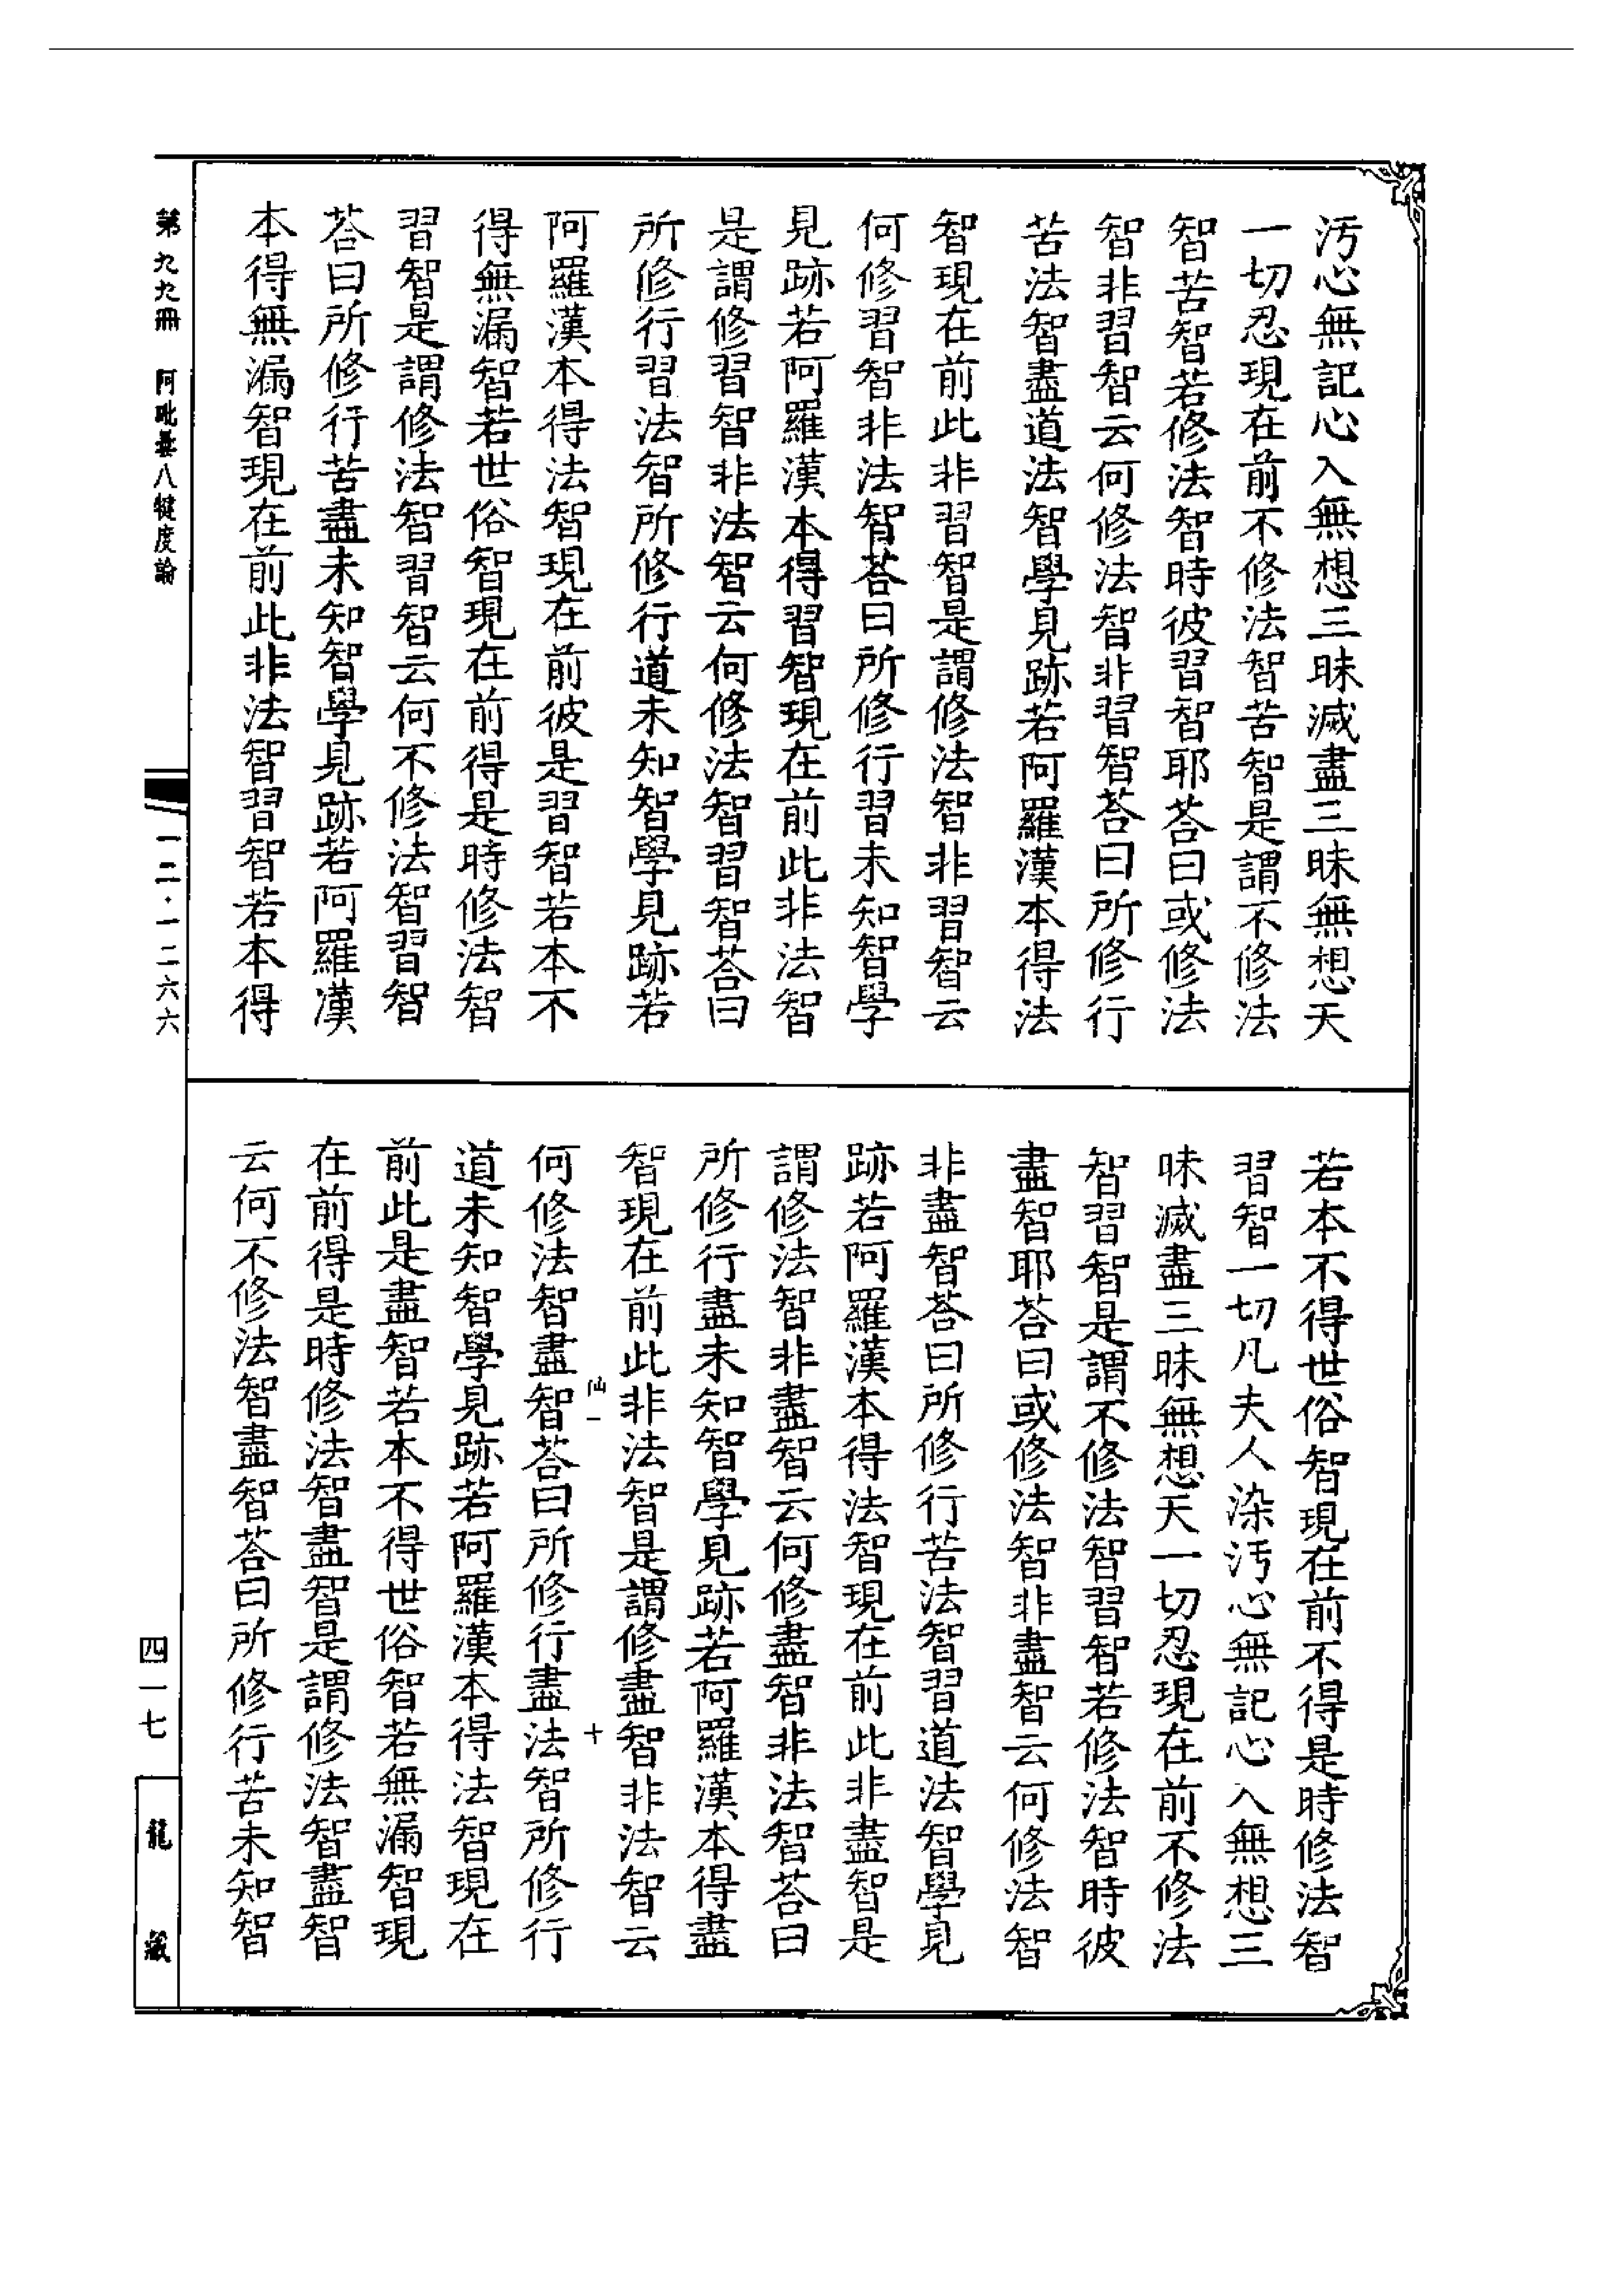 汚心無記心入無想三昧滅盡三昧無想天
一切忍現在前不修法智苦智是謂不修法
智苦智若修法智時彼習智耶荅曰或修法
智非習智云何修法智非習智荅曰所修行
苦法智盡道法智學見跡若阿羅漢本得法
智現在前此非習智是謂修法智非習智云
何修習智非法智荅曰所修行習未知智學
見跡若阿羅漢本得習智現在前此非法智
是謂修習智非法智云何修法智習智荅曰
所修行習法智所修行道未知智學見跡若
阿羅漢本得法智現在前彼是習智若本不
得無漏智若世俗智現在前得是時修法智
習智是謂修法智習智云何不修法智習智
荅曰所修行苦盡未知智學見跡若阿羅漢
本得無漏智現在前此非法智習智若本得
若本不得世俗智現在前不得是時修法智
習智一切凡夫人染汚心無記心入無想三
昧滅盡三昧無想天一切忍現在前不修法
智習智是謂不修法智習智若修法智時彼
盡智耶荅曰或修法智非盡智云何修法智
非盡智荅曰所修行苦法智習道法智學見
跡若阿羅漢本得法智現在前此非盡智是
謂修法智非盡智云何修盡智非法智荅曰
所修行盡未知智學見跡若阿羅漢本得盡
智現在前此非法智是謂修盡智非法智云
仙一 十
何修法智盡智荅曰所修行盡法智所修行
道未知智學見跡若阿羅漢本得法智現在
前此是盡智若本不得世俗智若無漏智現
在前得是時修法智盡智是謂修法智盡智
云何不修法智盡智荅曰所修行苦未知智
第九九冊 阿毗曇八犍度論
一二·一二六六
四一七
龍藏